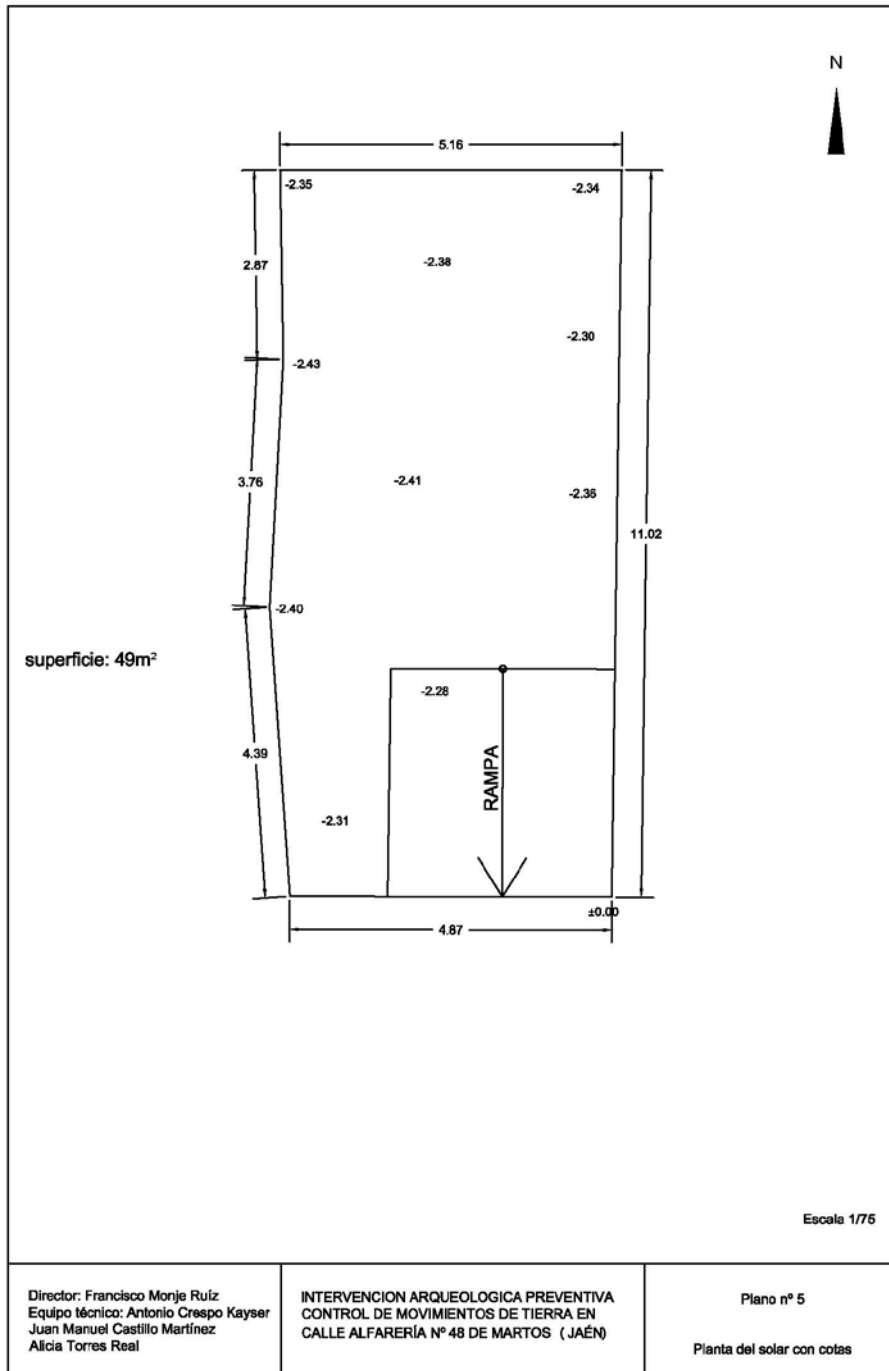 N
5.16
-2.35
-2.34
2.87
-2.38
-2.30
-2.43
3.76
-2.41
-2.36
11.02
-2.40
superficie: 49m²
-2.28
4.39
RAMPA
-2.31
±0.00
4.87
Escala 1/75
Director: Francisco Monje Ruíz
Equipo técnico: Antonio Crespo Kayser
Juan Manuel Castillo Martínez
Alicia Torres Real
INTERVENCION ARQUEOLOGICA PREVENTIVA
CONTROL DE MOVIMIENTOS DE TIERRA EN
CALLE ALFARERÍA Nº 48 DE MARTOS ( JAÉN)
Plano nº 5
Planta del solar con cotas